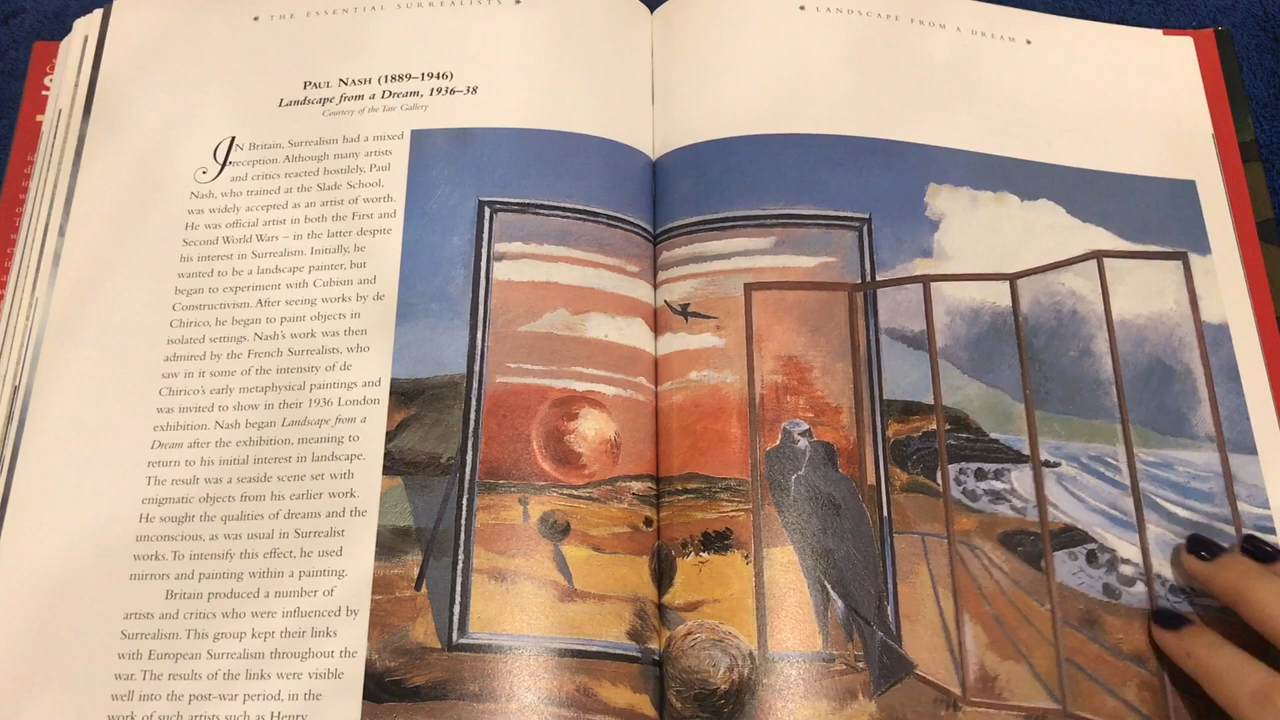 THE ESSENTIAL SURREALISTS
LANDSCAPE FROM A DREAM
PAUL NASH (1889–1946)
Landscape from a Dream, 1936–38
Courtesy of the Tate Gallery
IN Britain, Surrealism had a mixed
reception. Although many artists
and critics reacted hostilely, Paul
Nash, who trained at the Slade School,
was widely accepted as an artist of worth.
He was official artist in both the First and
Second World Wars – in the latter despite
his interest in Surrealism. Initially, he
wanted to be a landscape painter, but
began to experiment with Cubism and
Constructivism. After seeing works by de
Chirico, he began to paint objects in
isolated settings. Nash's work was then
admired by the French Surrealists, who
saw in it some of the intensity of de
Chirico's early metaphysical paintings and
was invited to show in their 1936 London
exhibition. Nash began Landscape from a
Dream after the exhibition, meaning to
return to his initial interest in landscape.
The result was a seaside scene set with
enigmatic objects from his earlier work.
He sought the qualities of dreams and the
unconscious, as was usual in Surrealist
works. To intensify this effect, he used
mirrors and painting within a painting.
Britain produced a number of
artists and critics who were influenced by
Surrealism. This group kept their links
with European Surrealism throughout the
war. The results of the links were visible
well into the post-war period, in the
work of such artists such as Henry